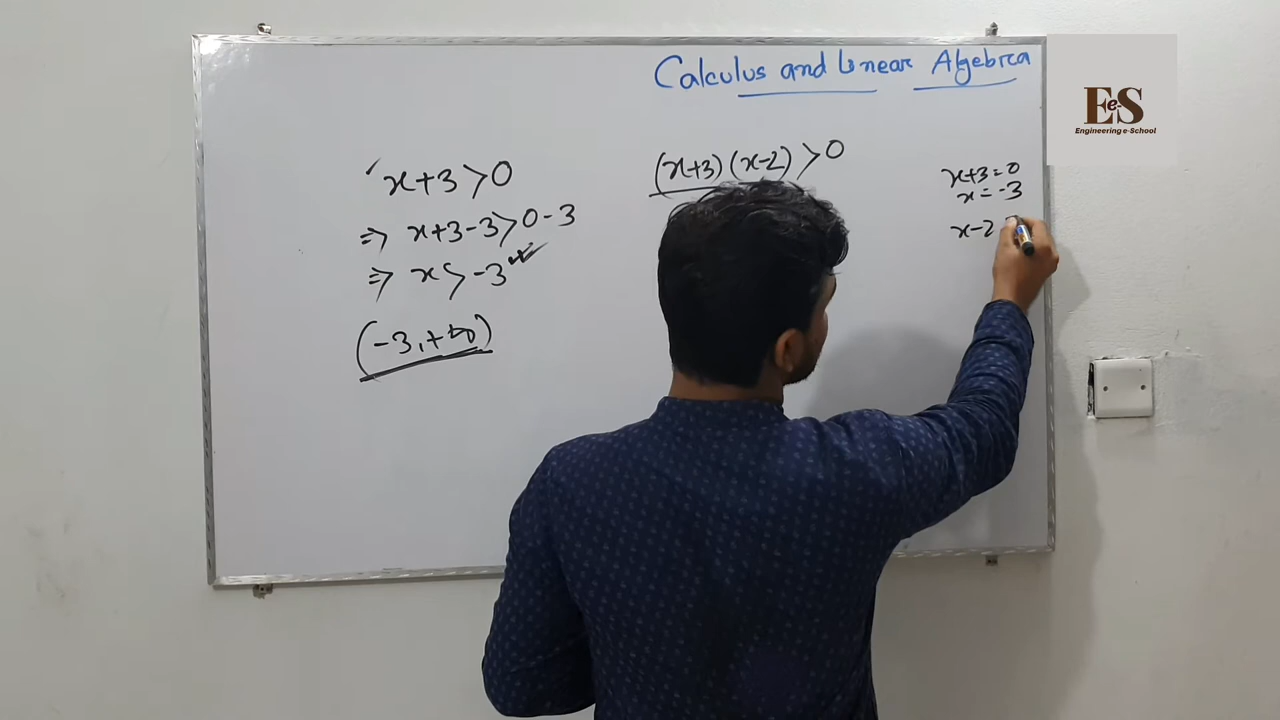 Calculus and linear Algebra
EeS
Engineering e-School
x+3>0
⇒ x+3-3>0-3
⇒ x>-3
(-3,+∞)
(x+3)(x-2)>0
x+3=0
x=-3
x-2